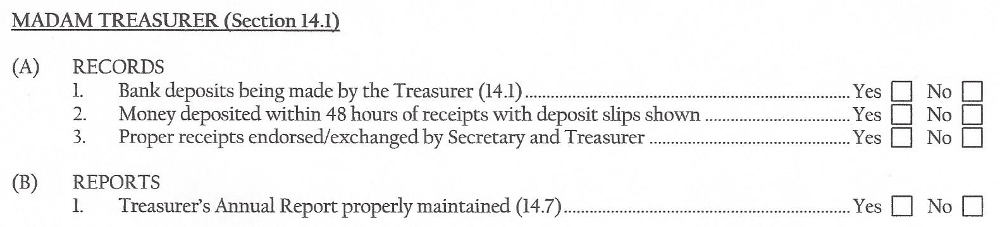 MADAM TREASURER (Section 14.1)
(A) RECORDS
1. Bank deposits being made by the Treasurer (14.1) Yes ☐ No ☐
2. Money deposited within 48 hours of receipts with deposit slips shown Yes ☐ No ☐
3. Proper receipts endorsed/exchanged by Secretary and Treasurer Yes ☐ No ☐
(B) REPORTS
1. Treasurer's Annual Report properly maintained (14.7) Yes ☐ No ☐